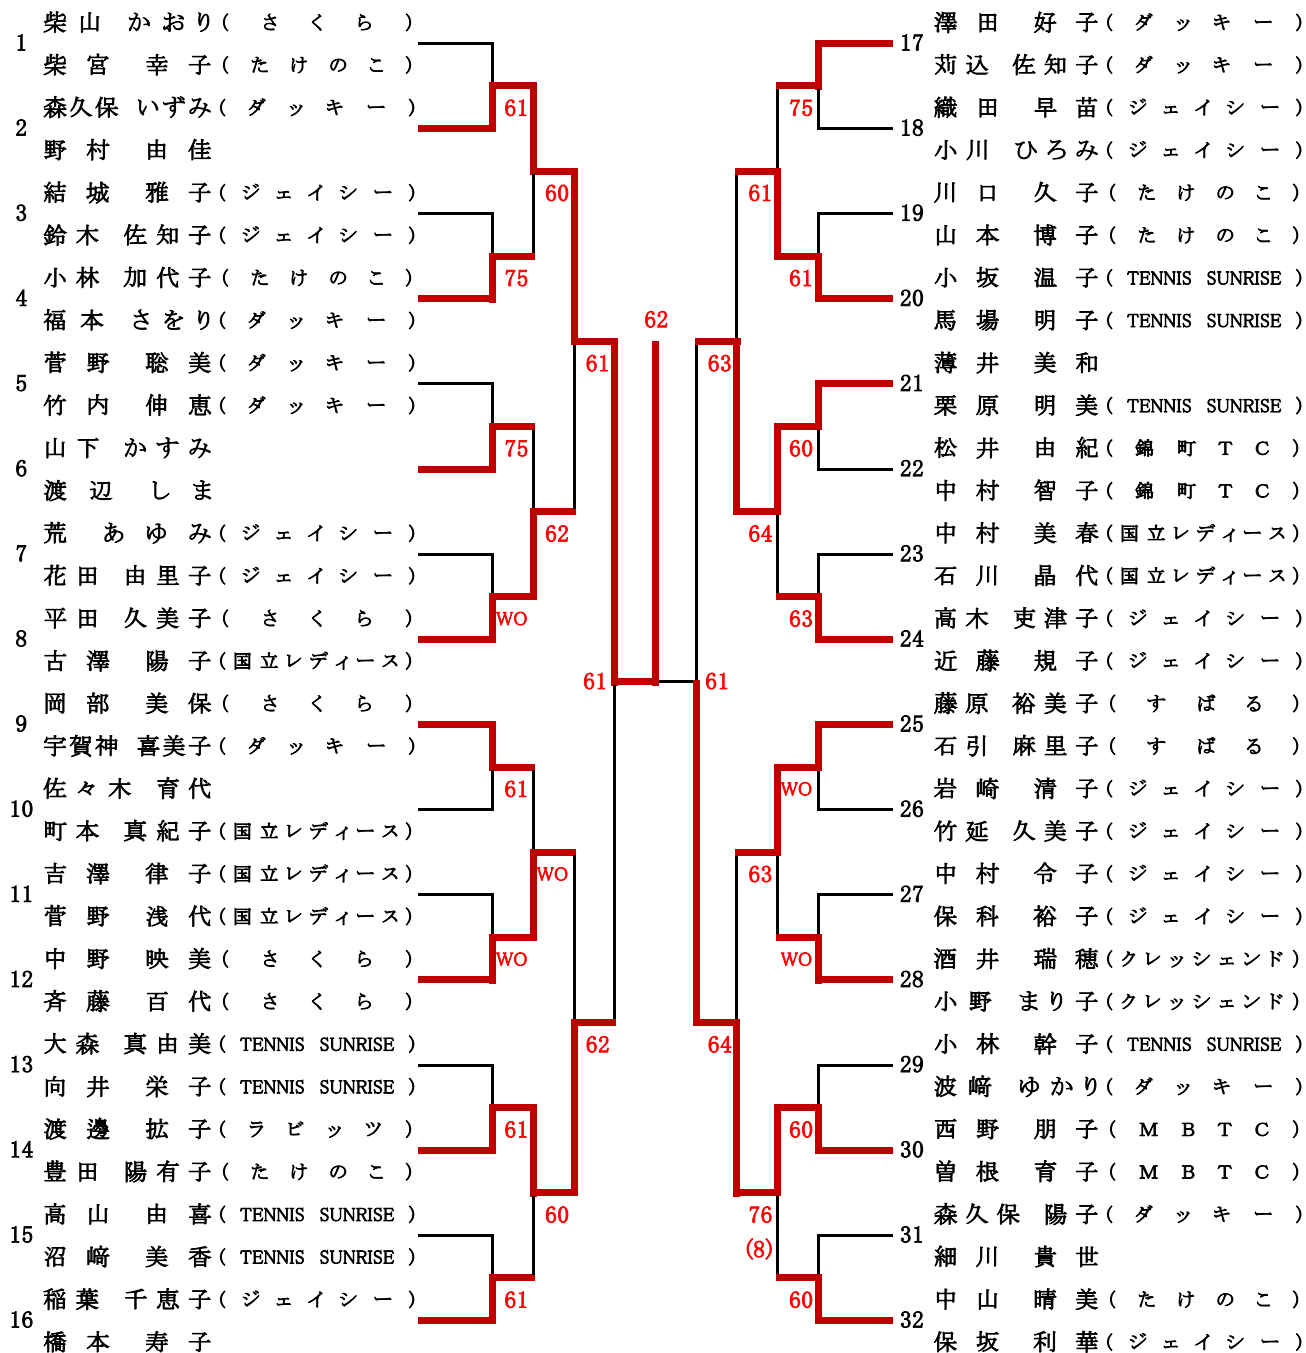 1
柴山 かおり(さくら)
柴宮 幸子(たけのこ)
2
森久保 いずみ(ダッキー)
野村 由佳
3
結城 雅子(ジェイシー)
鈴木 佐知子(ジェイシー)
4
小林 加代子(たけのこ)
福本 さをり(ダッキー)
5
菅野 聡美(ダッキー)
竹内 伸恵(ダッキー)
6
山下 かすみ
渡辺 しま
7
荒 あゆみ(ジェイシー)
花田 由里子(ジェイシー)
8
平田 久美子(さくら)
古澤 陽子(国立レディース)
9
岡部 美保(さくら)
宇賀神 喜美子(ダッキー)
10
佐々木 育代
町本 真紀子(国立レディース)
11
吉澤 律子(国立レディース)
菅野 浅代(国立レディース)
12
中野 映美(さくら)
斉藤 百代(さくら)
13
大森 真由美(TENNIS SUNRISE)
向井 栄子(TENNIS SUNRISE)
14
渡邊 拡子(ラビッツ)
豊田 陽有子(たけのこ)
15
高山 由喜(TENNIS SUNRISE)
沼﨑 美香(TENNIS SUNRISE)
16
稲葉 千恵子(ジェイシー)
橋本 寿子
61
75
75
WO
61
WO
61
61
60
62
WO
60
61
62
61
62
61
63
64
61
64
63
76
(8)
75
61
60
63
WO
WO
60
60
17
澤田 好子(ダッキー)
苅込 佐知子(ダッキー)
18
織田 早苗(ジェイシー)
小川 ひろみ(ジェイシー)
19
川口 久子(たけのこ)
山本 博子(たけのこ)
20
小坂 温子(TENNIS SUNRISE)
馬場 明子(TENNIS SUNRISE)
21
薄井 美和
栗原 明美(TENNIS SUNRISE)
22
松井 由紀(錦町TC)
中村 智子(錦町TC)
23
中村 美春(国立レディース)
石川 晶代(国立レディース)
24
高木 吏津子(ジェイシー)
近藤 規子(ジェイシー)
25
藤原 裕美子(すばる)
石引 麻里子(すばる)
26
岩崎 清子(ジェイシー)
竹延 久美子(ジェイシー)
27
中村 令子(ジェイシー)
保科 裕子(ジェイシー)
28
酒井 瑞穂(クレッシェンド)
小野 まり子(クレッシェンド)
29
小林 幹子(TENNIS SUNRISE)
波﨑 ゆかり(ダッキー)
30
西野 朋子(MBTC)
曽根 育子(MBTC)
31
森久保 陽子(ダッキー)
細川 貴世
32
中山 晴美(たけのこ)
保坂 利華(ジェイシー)